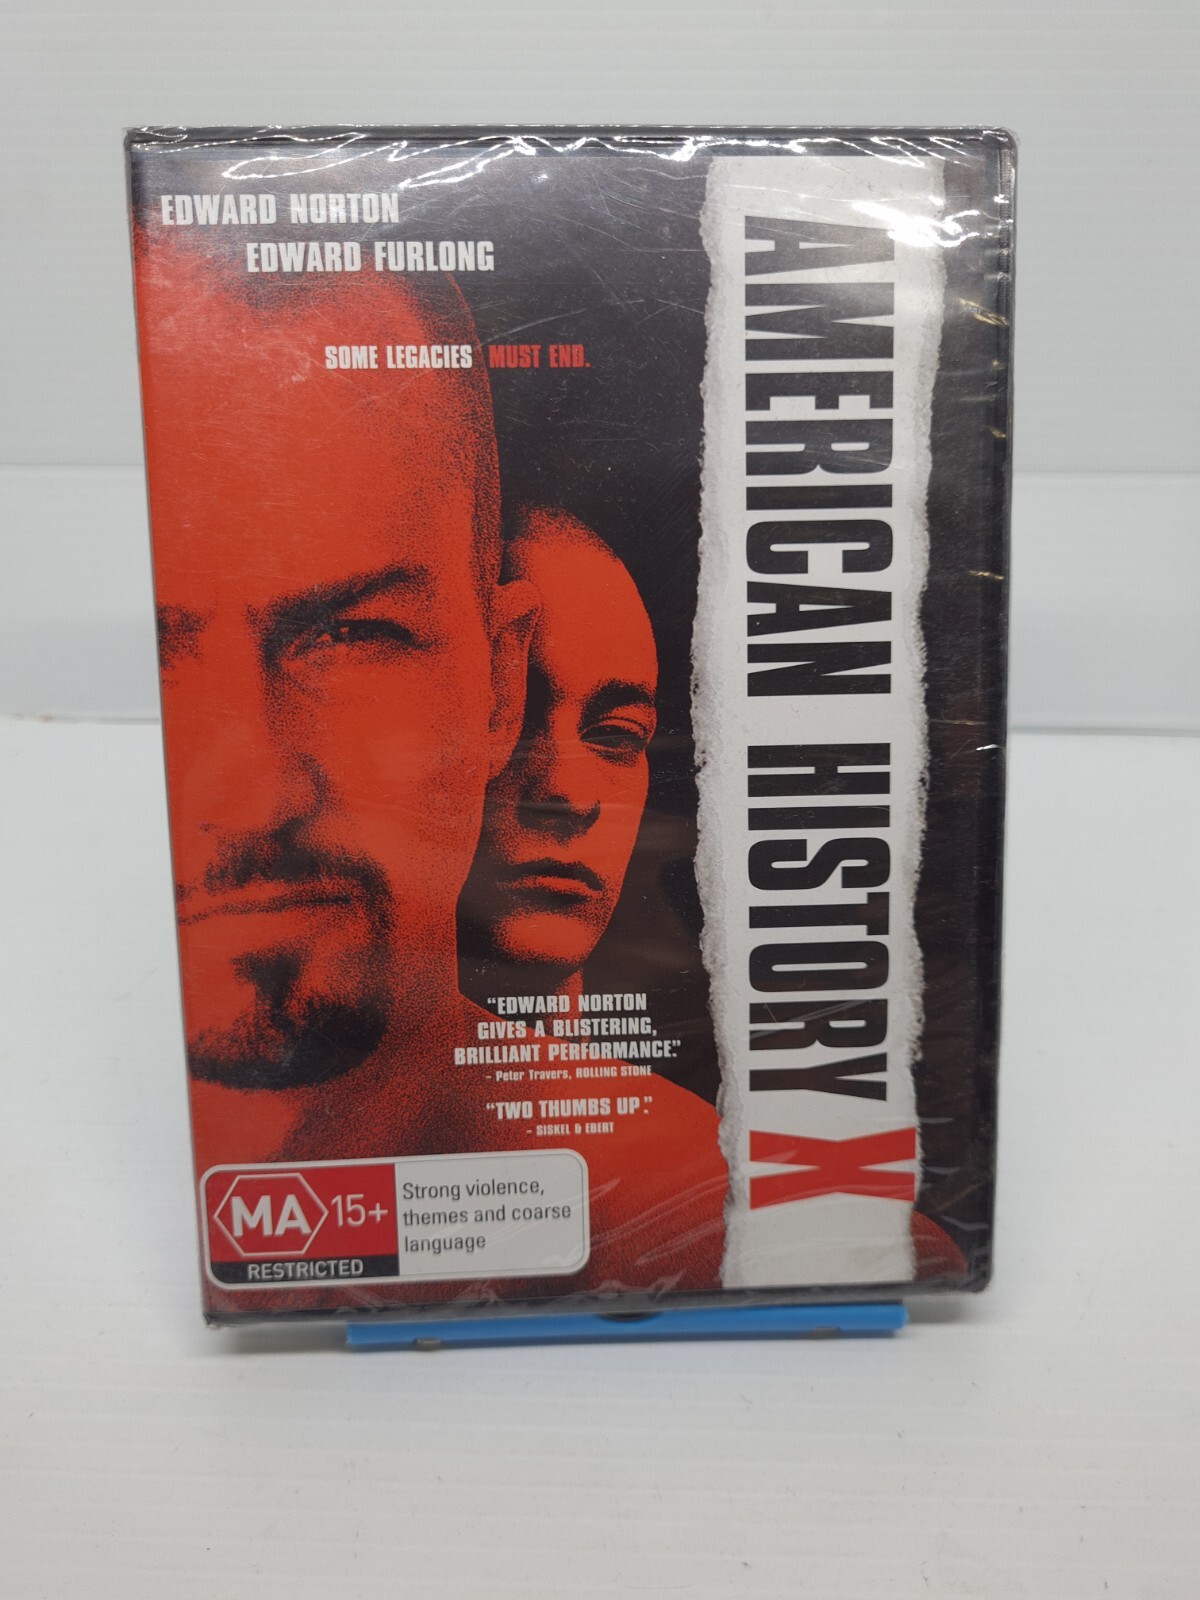 EDWARD NORTON
EDWARD FURLONG
SOME LEGACIES MUST END.
AMERICAN HISTORY X
"EDWARD NORTON
GIVES A BLISTERING,
BRILLIANT PERFORMANCE."
- Peter Travers, ROLLING STONE
"TWO THUMBS UP."
- SISKEL & EBERT
MA 15+
RESTRICTED
Strong violence,
themes and coarse
language